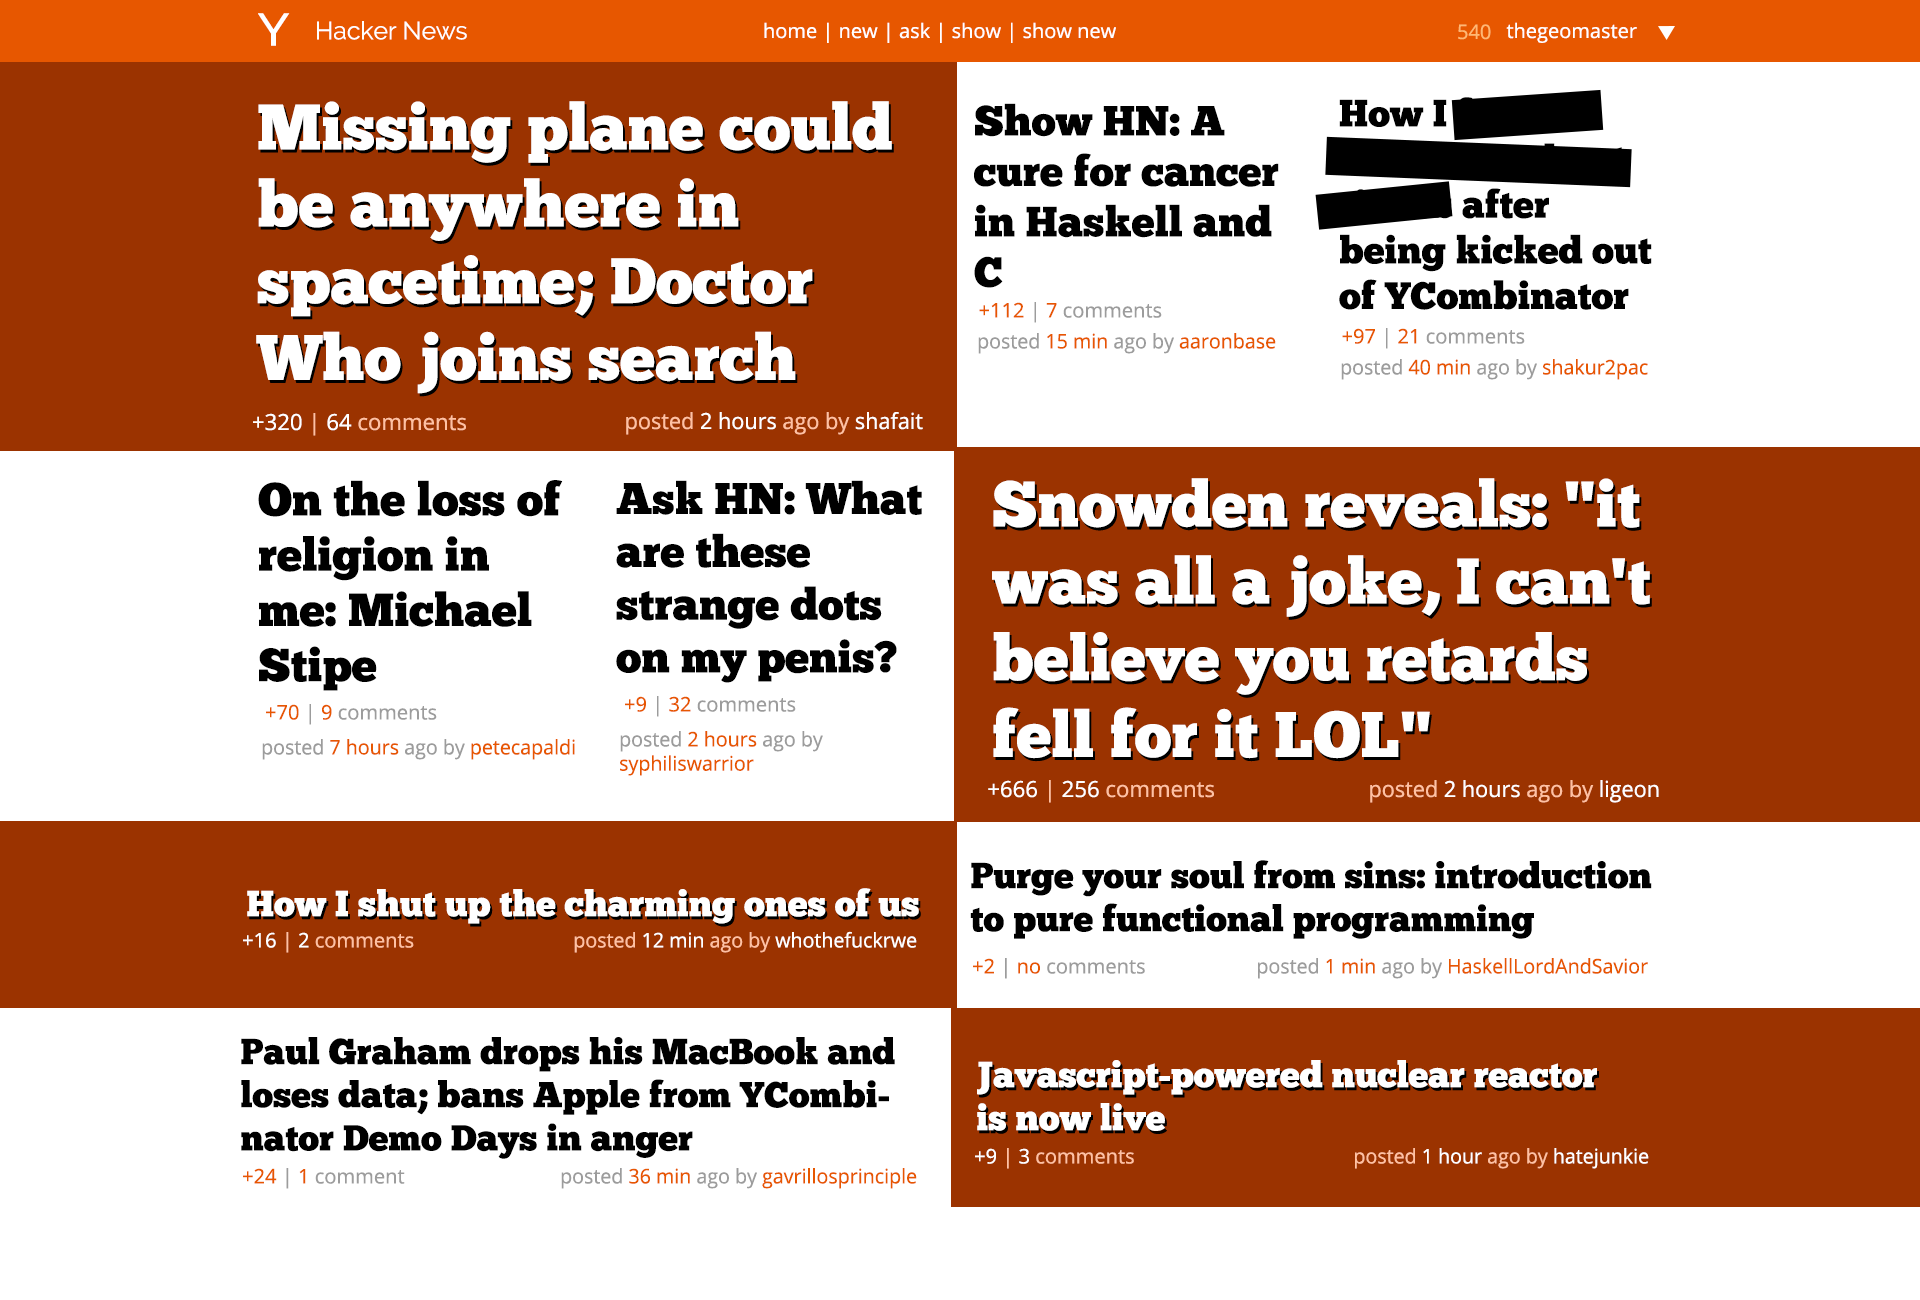 Y Hacker News
home | new | ask | show | show new
540 thegeomaster
Missing plane could
be anywhere in
spacetime; Doctor
Who joins search
+320 | 64 comments
posted 2 hours ago by shafait
Show HN: A
cure for cancer
in Haskell and
C
+112 | 7 comments
posted 15 min ago by aaronbase
How I
after
being kicked out
of YCombinator
+97 | 21 comments
posted 40 min ago by shakur2pac
On the loss of
religion in
me: Michael
Stipe
+70 | 9 comments
posted 7 hours ago by petecapaldi
Ask HN: What
are these
strange dots
on my penis?
+9 | 32 comments
posted 2 hours ago by
syphiliswarrior
Snowden reveals: "it
was all a joke, I can't
believe you retards
fell for it LOL"
+666 | 256 comments
posted 2 hours ago by ligeon
How I shut up the charming ones of us
+16 | 2 comments
posted 12 min ago by whothefuckrwe
Purge your soul from sins: introduction
to pure functional programming
+2 | no comments
posted 1 min ago by HaskellLordAndSavior
Paul Graham drops his MacBook and
loses data; bans Apple from YCombi-
nator Demo Days in anger
+24 | 1 comment
posted 36 min ago by gavrillosprinciple
Javascript-powered nuclear reactor
is now live
+9 | 3 comments
posted 1 hour ago by hatejunkie